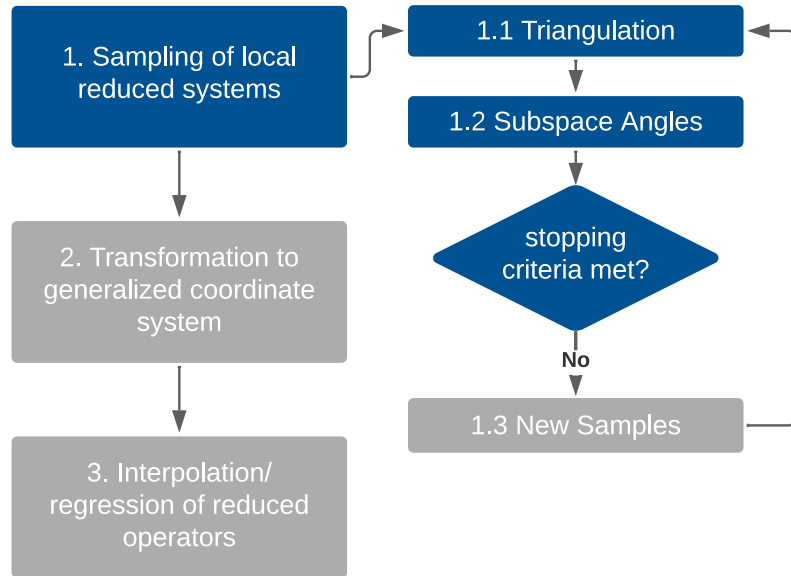 1. Sampling of local
reduced systems
2. Transformation to
generalized coordinate
system
3. Interpolation/
regression of reduced
operators
1.1 Triangulation
1.2 Subspace Angles
stopping
criteria met?
No
1.3 New Samples